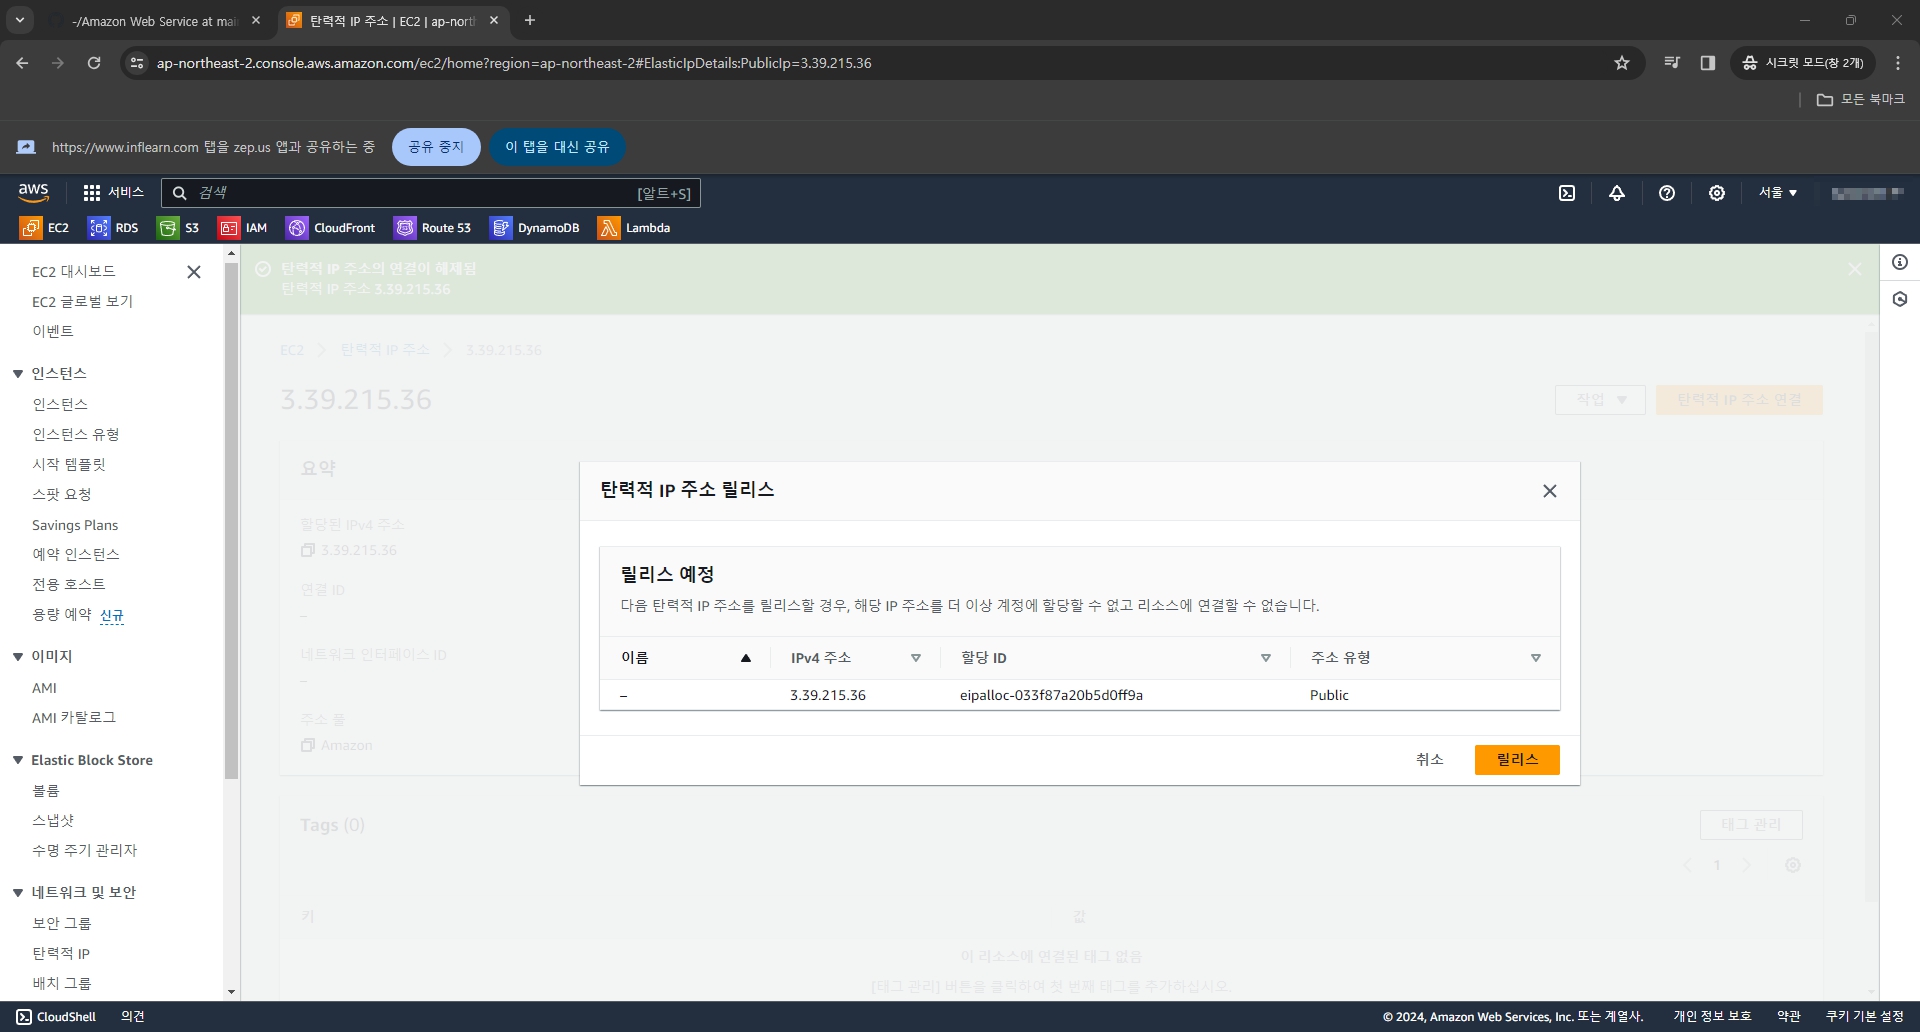 -/Amazon Web Service at mai
탄력적 IP 주소 | EC2 | ap-nort
ap-northeast-2.console.aws.amazon.com/ec2/home?region=ap-northeast-2#ElasticIpDetails:PublicIp=3.39.215.36
시크릿 모드(창 2개)
모든 북마크
https://www.inflearn.com 탭을 zep.us 앱과 공유하는 중
공유 중지
이 탭을 대신 공유
aws
서비스
검색
[알트+S]
서울
EC2
RDS
S3
IAM
CloudFront
Route 53
DynamoDB
Lambda
EC2 대시보드
EC2 글로벌 보기
이벤트
인스턴스
인스턴스
인스턴스 유형
시작 템플릿
스팟 요청
Savings Plans
예약 인스턴스
전용 호스트
용량 예약 신규
이미지
AMI
AMI 카탈로그
Elastic Block Store
볼륨
스냅샷
수명 주기 관리자
네트워크 및 보안
보안 그룹
탄력적 IP
배치 그룹
탄력적 IP 주소의 연결이 해제됨
탄력적 IP 주소 3.39.215.36
EC2
탄력적 IP 주소
3.39.215.36
3.39.215.36
작업
탄력적 IP 주소 연결
요약
할당된 IPv4 주소
3.39.215.36
연결 ID
–
네트워크 인터페이스 ID
–
주소 풀
Amazon
탄력적 IP 주소 릴리스
릴리스 예정
다음 탄력적 IP 주소를 릴리스할 경우, 해당 IP 주소를 더 이상 계정에 할당할 수 없고 리소스에 연결할 수 없습니다.
이름
IPv4 주소
할당 ID
주소 유형
–
3.39.215.36
eipalloc-033f87a20b5d0ff9a
Public
취소
릴리스
Tags (0)
태그 관리
1
키
값
이 리소스에 연결된 태그 없음
[태그 관리] 버튼을 클릭하여 첫 번째 태그를 추가하십시오.
CloudShell
의견
© 2024, Amazon Web Services, Inc. 또는 계열사.
개인 정보 보호
약관
쿠키 기본 설정